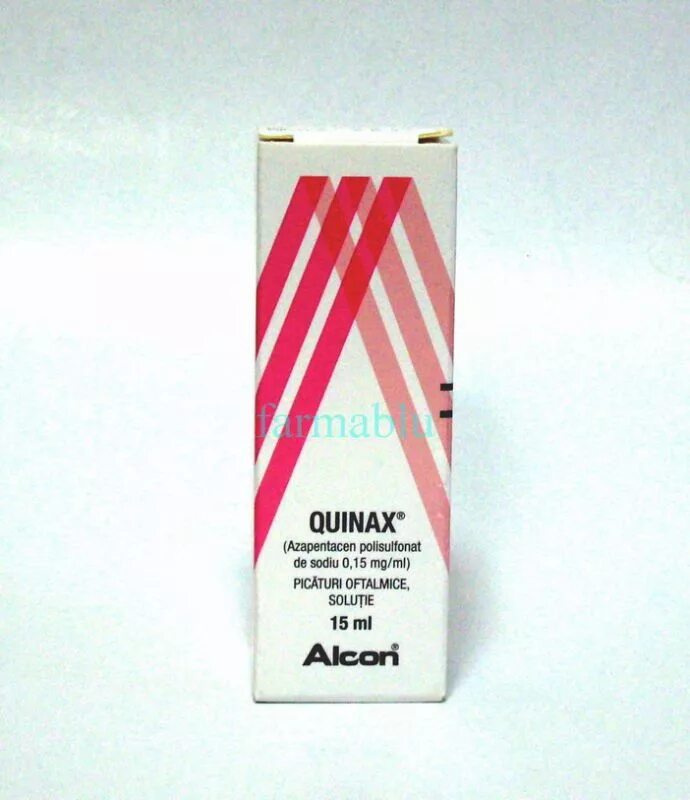 farmablu
QUINAX®
(Azapentacen polisulfonat
de sodiu 0,15 mg/ml)
PICĂTURI OFTALMICE,
SOLUȚIE
15 ml
Alcon®